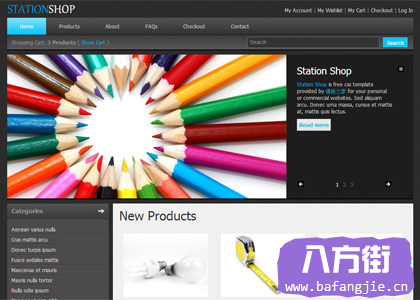 STATIONSHOP
My Account | My Wishlist | My Cart | Checkout | Log In
Home Products About FAQs Checkout Contact
Shopping Cart: 3 Products ( Show Cart )
Search Search
Station Shop
Station Shop is free css template
provided by 模板之家 for your personal
or commercial websites. Sed aliquam
arcu. Donec urna massa, cursus et mattis
at, mattis quis lectus.
Read more
1 2 3
Categories
New Products
Aenean varius nulla
Cras mattis arcu
Donec turpis ipsum
Fusce sodales mattis
Maecenas et mauris
Mauris nulla tortor
Nulla odio ipsum
八方街
www.bafangjie.cn